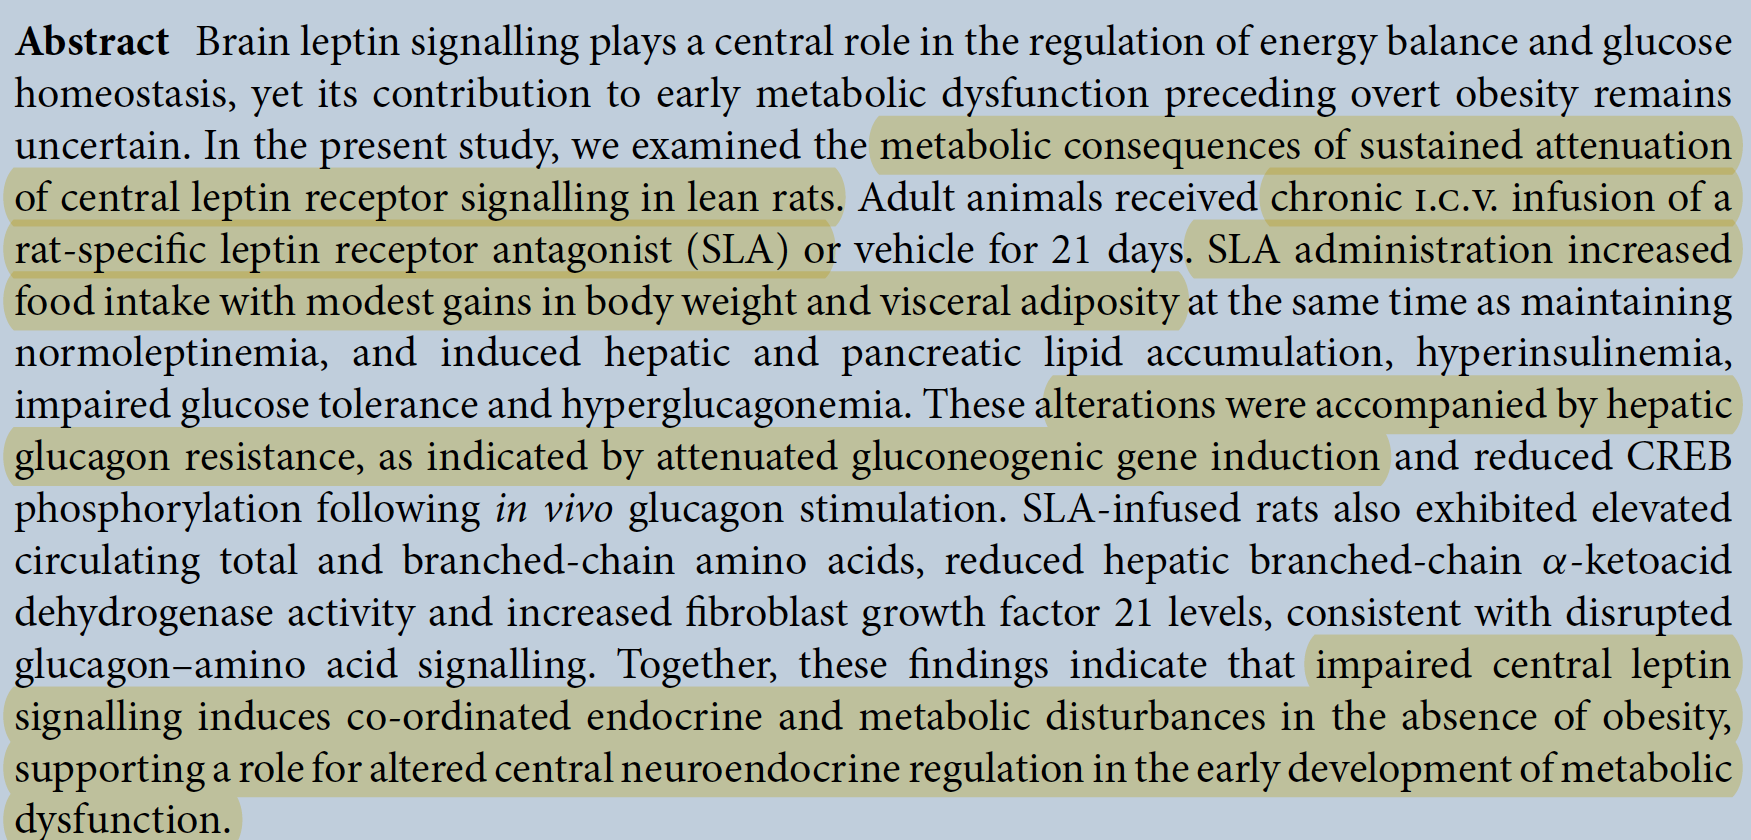 Abstract Brain leptin signalling plays a central role in the regulation of energy balance and glucose
homeostasis, yet its contribution to early metabolic dysfunction preceding overt obesity remains
uncertain. In the present study, we examined the metabolic consequences of sustained attenuation
of central leptin receptor signalling in lean rats. Adult animals received chronic I.C.V. infusion of a
rat-specific leptin receptor antagonist (SLA) or vehicle for 21 days. SLA administration increased
food intake with modest gains in body weight and visceral adiposity at the same time as maintaining
normoleptinemia, and induced hepatic and pancreatic lipid accumulation, hyperinsulinemia,
impaired glucose tolerance and hyperglucagonemia. These alterations were accompanied by hepatic
glucagon resistance, as indicated by attenuated gluconeogenic gene induction and reduced CREB
phosphorylation following in vivo glucagon stimulation. SLA-infused rats also exhibited elevated
circulating total and branched-chain amino acids, reduced hepatic branched-chain α-ketoacid
dehydrogenase activity and increased fibroblast growth factor 21 levels, consistent with disrupted
glucagon–amino acid signalling. Together, these findings indicate that impaired central leptin
signalling induces co-ordinated endocrine and metabolic disturbances in the absence of obesity,
supporting a role for altered central neuroendocrine regulation in the early development of metabolic
dysfunction.